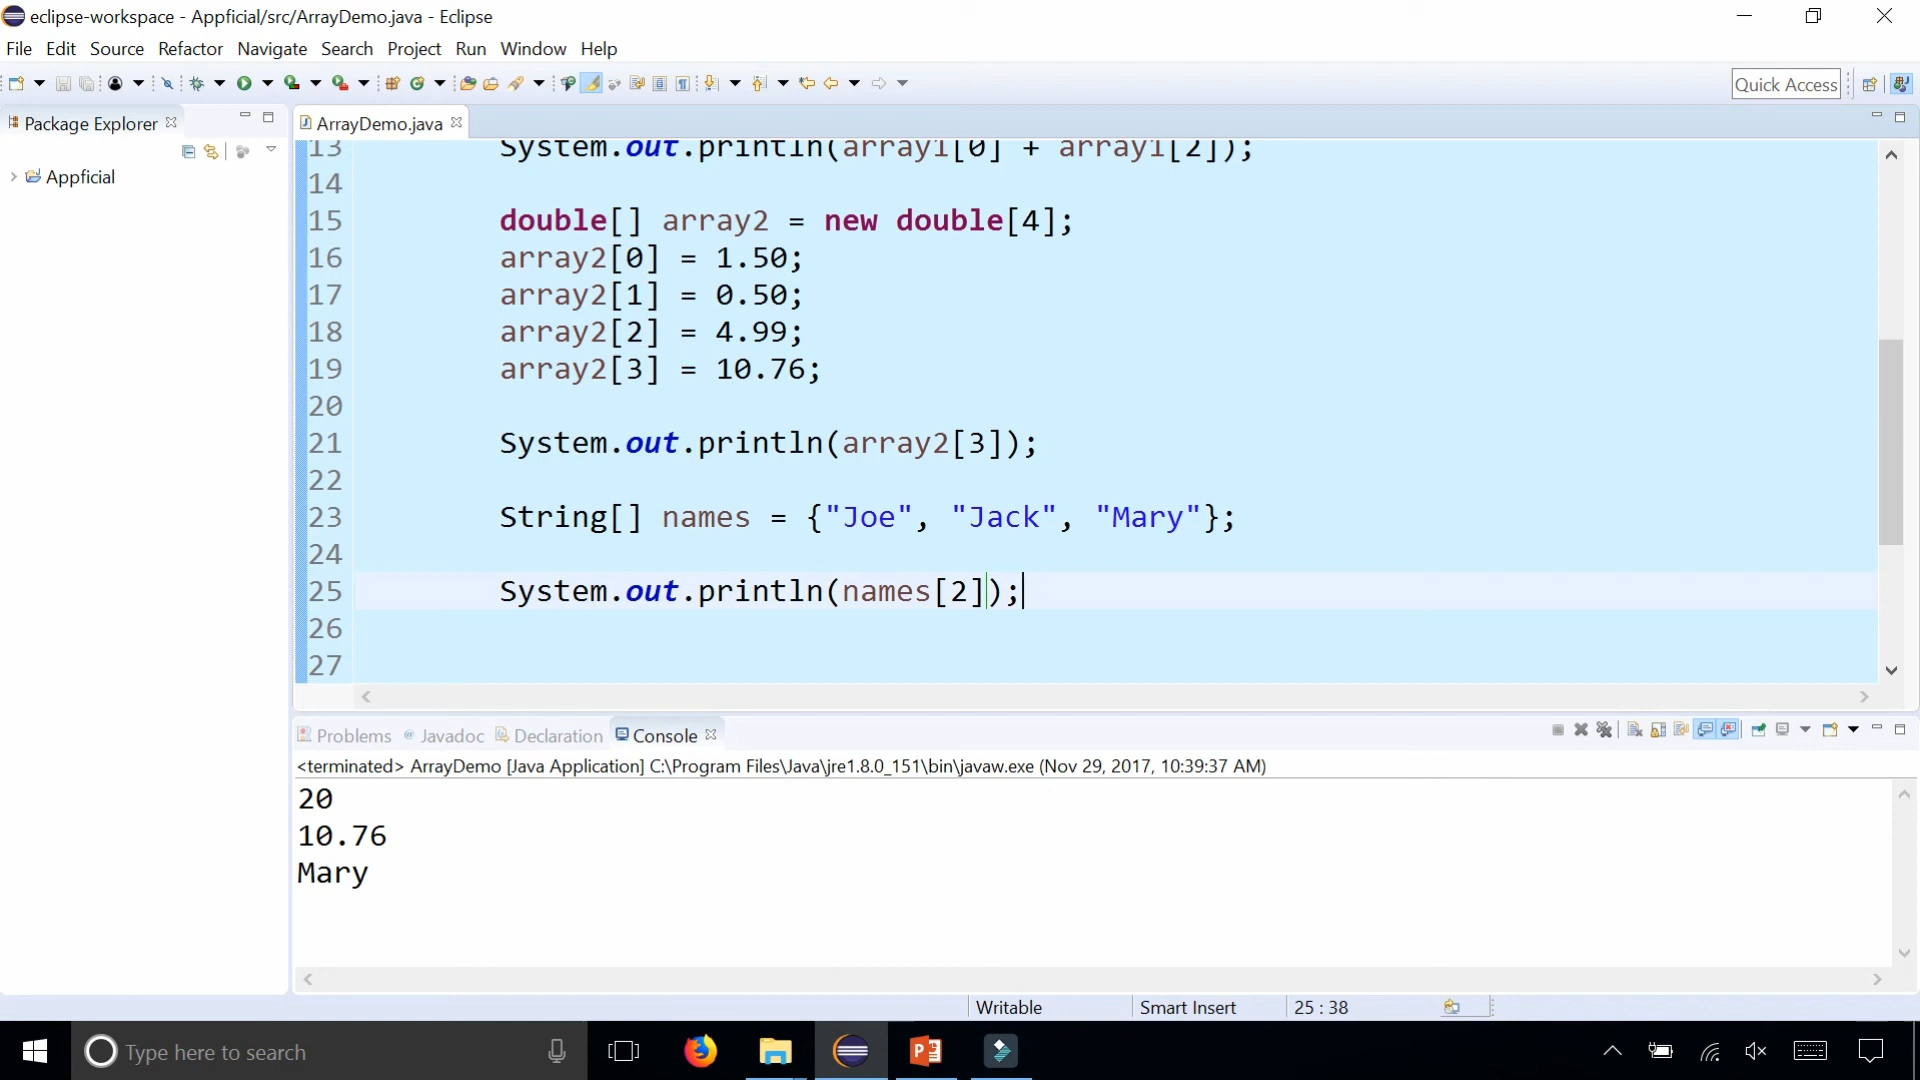 eclipse-workspace - Appficial/src/ArrayDemo.java - Eclipse
File Edit Source Refactor Navigate Search Project Run Window Help
Quick Access
Package Explorer
ArrayDemo.java
Appficial
13 System.out.println(array1[0] + array1[2]);
14
15 double[] array2 = new double[4];
16 array2[0] = 1.50;
17 array2[1] = 0.50;
18 array2[2] = 4.99;
19 array2[3] = 10.76;
20
21 System.out.println(array2[3]);
22
23 String[] names = {"Joe", "Jack", "Mary"};
24
25 System.out.println(names[2]);
26
27
Problems Javadoc Declaration Console
<terminated> ArrayDemo [Java Application] C:\Program Files\Java\jre1.8.0_151\bin\javaw.exe (Nov 29, 2017, 10:39:37 AM)
20
10.76
Mary
Writable Smart Insert 25 : 38
Type here to search